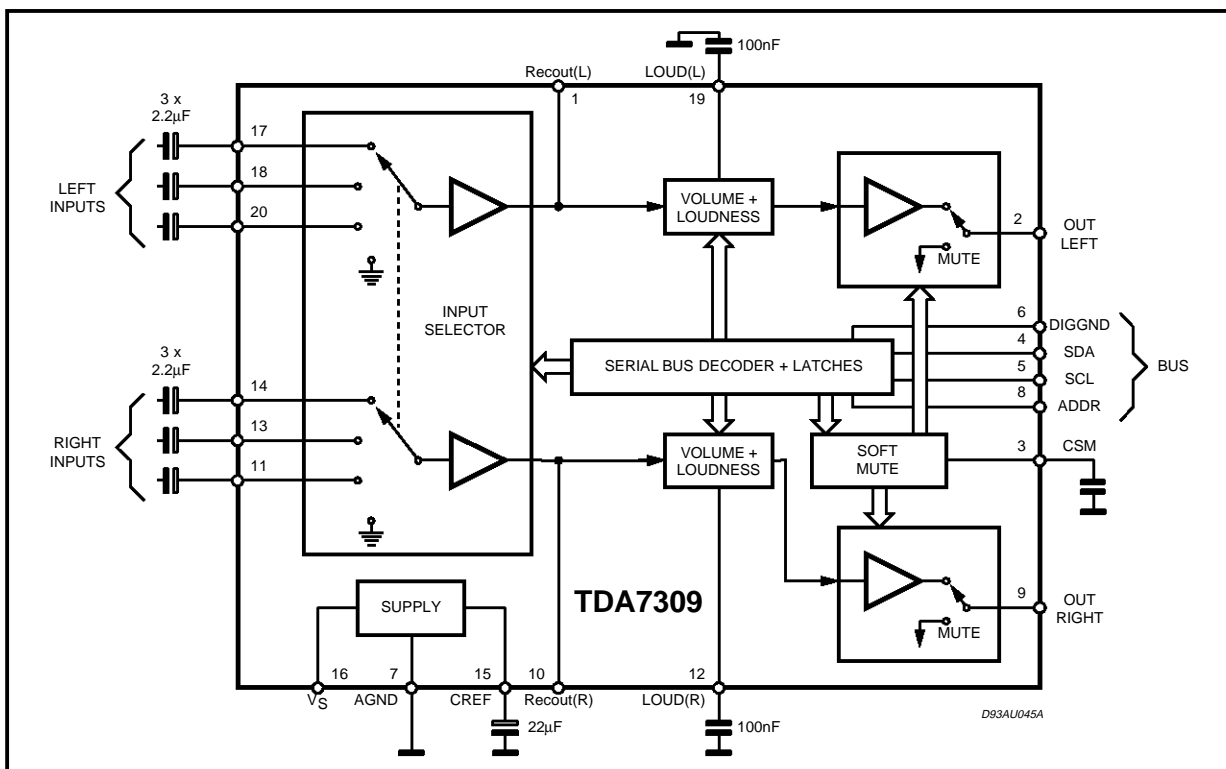 100nF
Recout(L)
LOUD(L)
1
19
3 x
2.2µF
17
18
20
LEFT
INPUTS
VOLUME +
LOUDNESS
MUTE
2
OUT
LEFT
INPUT
SELECTOR
6
DIGGND
4
SDA
5
SCL
8
ADDR
BUS
SERIAL BUS DECODER + LATCHES
3 x
2.2µF
14
13
11
RIGHT
INPUTS
VOLUME +
LOUDNESS
SOFT
MUTE
3
CSM
TDA7309
MUTE
9
OUT
RIGHT
SUPPLY
16
7
15
10
12
VS
AGND
CREF
Recout(R)
LOUD(R)
22µF
100nF
D93AU045A